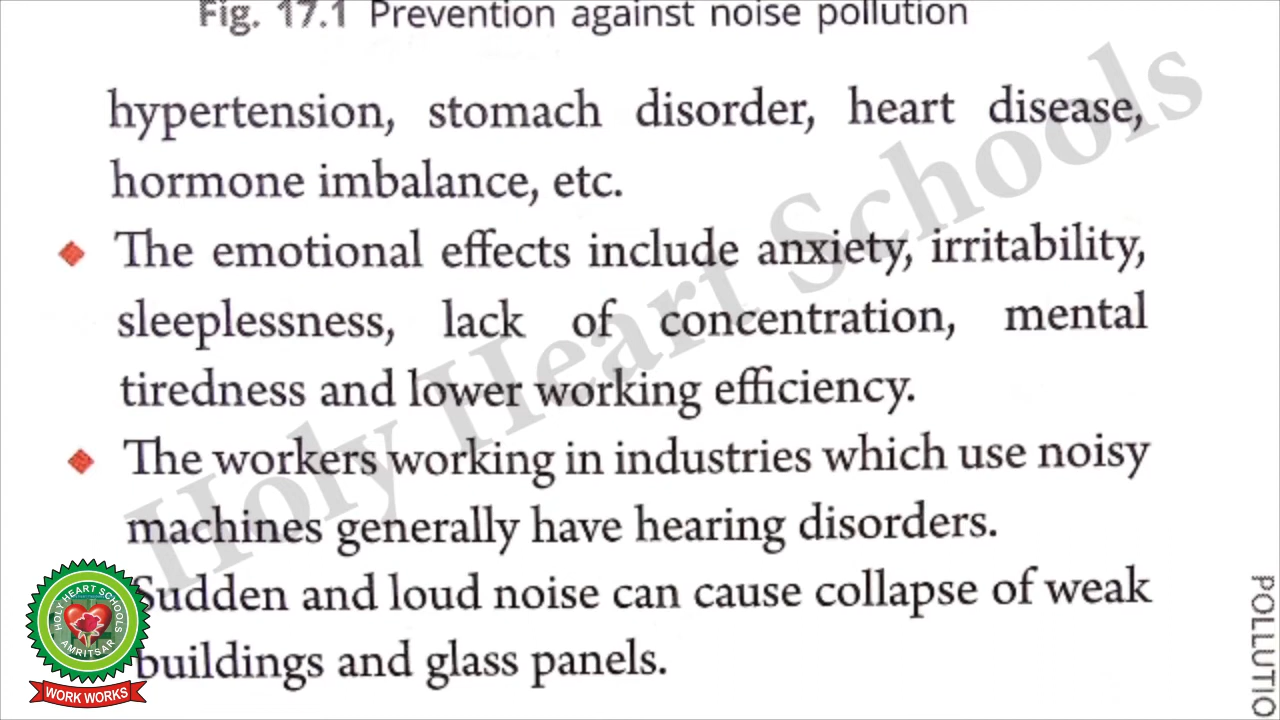 Fig. 17.1 Prevention against noise pollution
hypertension, stomach disorder, heart disease,
hormone imbalance, etc.
The emotional effects include anxiety, irritability,
sleeplessness, lack of concentration, mental
tiredness and lower working efficiency.
The workers working in industries which use noisy
machines generally have hearing disorders.
Sudden and loud noise can cause collapse of weak
buildings and glass panels.
Holy Heart Schools
HOLY HEART SCHOOLS
AMRITSAR
WORK WORKS
POLLUTIO